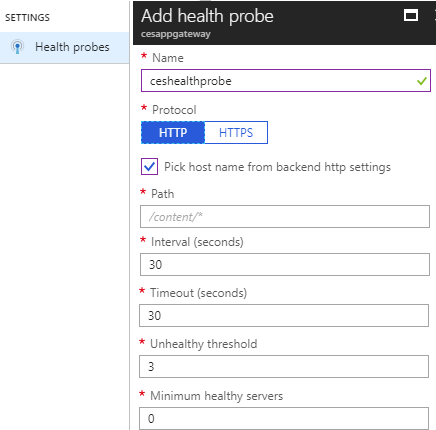 SETTINGS
Health probes
Add health probe
cesappgateway
* Name
ceshealthprobe
* Protocol
HTTP HTTPS
Pick host name from backend http settings
* Path
/content/*
* Interval (seconds)
30
* Timeout (seconds)
30
* Unhealthy threshold
3
* Minimum healthy servers
0